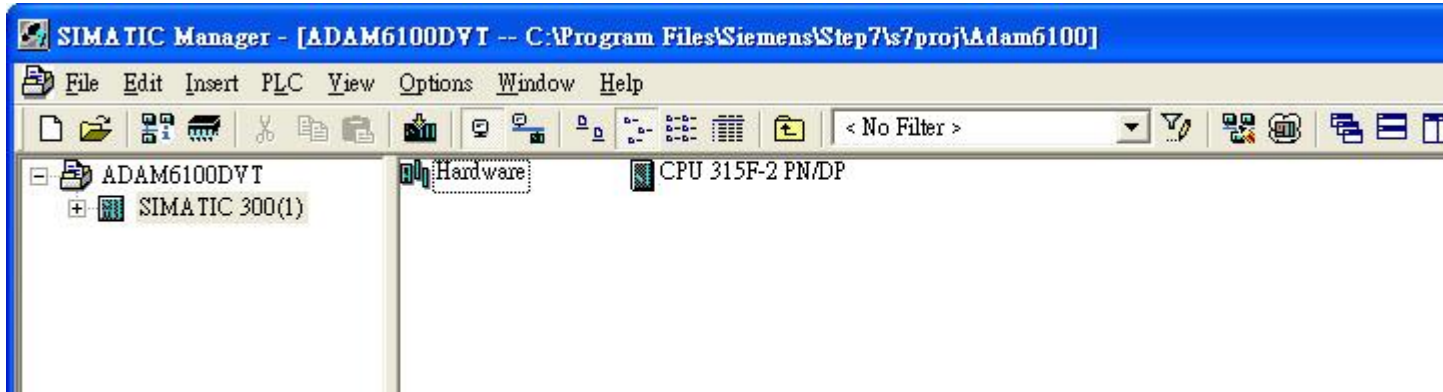 SIMATIC Manager - [ADAM6100DVT -- C:\Program Files\Siemens\Step7\s7proj\Adam6100]
File Edit Insert PLC View Options Window Help
< No Filter >
ADAM6100DVT
SIMATIC 300(1)
Hardware
CPU 315F-2 PN/DP